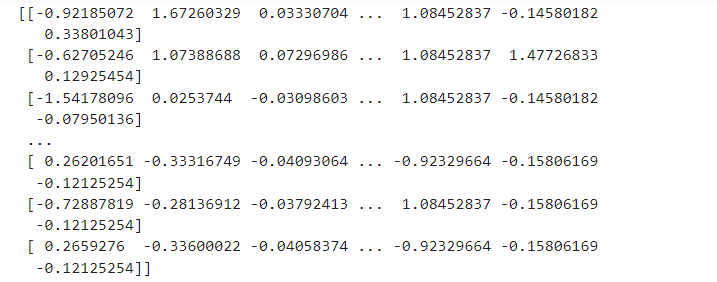 [[-0.92185072  1.67260329  0.03330704 ...  1.08452837 -0.14580182
   0.33801043]
 [-0.62705246  1.07388688  0.07296986 ...  1.08452837  1.47726833
   0.12925454]
 [-1.54178096  0.0253744  -0.03098603 ...  1.08452837 -0.14580182
  -0.07950136]
 ...
 [ 0.26201651 -0.33316749 -0.04093064 ... -0.92329664 -0.15806169
  -0.12125254]
 [-0.72887819 -0.28136912 -0.03792413 ...  1.08452837 -0.15806169
  -0.12125254]
 [ 0.2659276  -0.33600022 -0.04058374 ... -0.92329664 -0.15806169
  -0.12125254]]